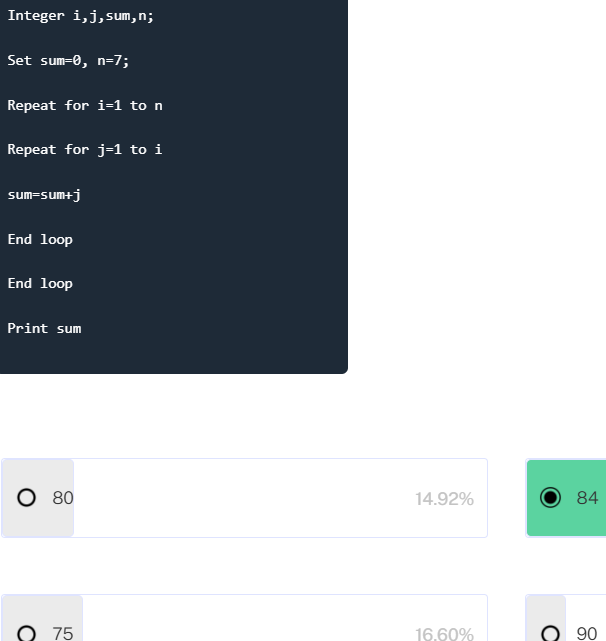 Integer i,j,sum,n;
Set sum=0, n=7;
Repeat for i=1 to n
Repeat for j=1 to i
sum=sum+j
End loop
End loop
Print sum
80 14.92%
84
75 16.60%
90